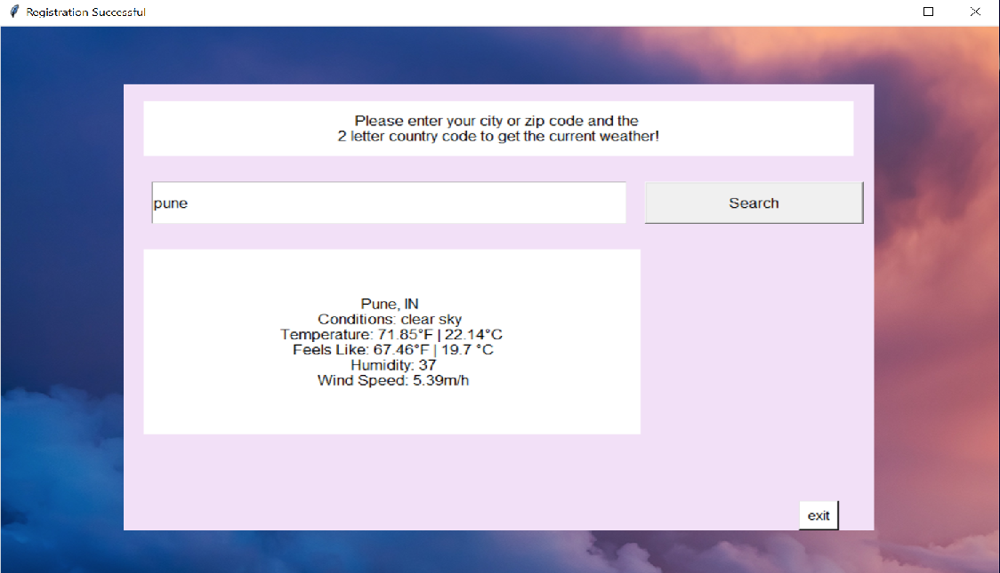 Registration Successful
Please enter your city or zip code and the
2 letter country code to get the current weather!
pune
Search
Pune, IN
Conditions: clear sky
Temperature: 71.85°F | 22.14°C
Feels Like: 67.46°F | 19.7 °C
Humidity: 37
Wind Speed: 5.39m/h
exit